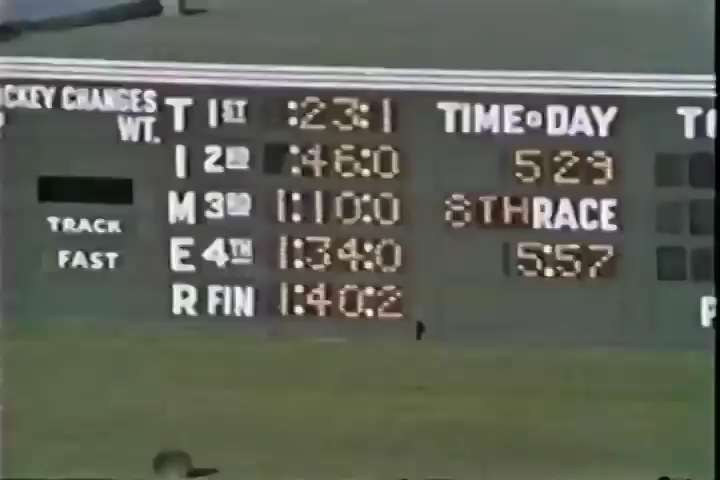 CKEY CHANGES
WT.
TRACK
FAST
T 1ST :23:1
I 2ND :46:0
M 3RD 1:10:0
E 4TH 1:34:0
R FIN 1:40:2
TIME OF DAY
5 29
8TH RACE
5:57